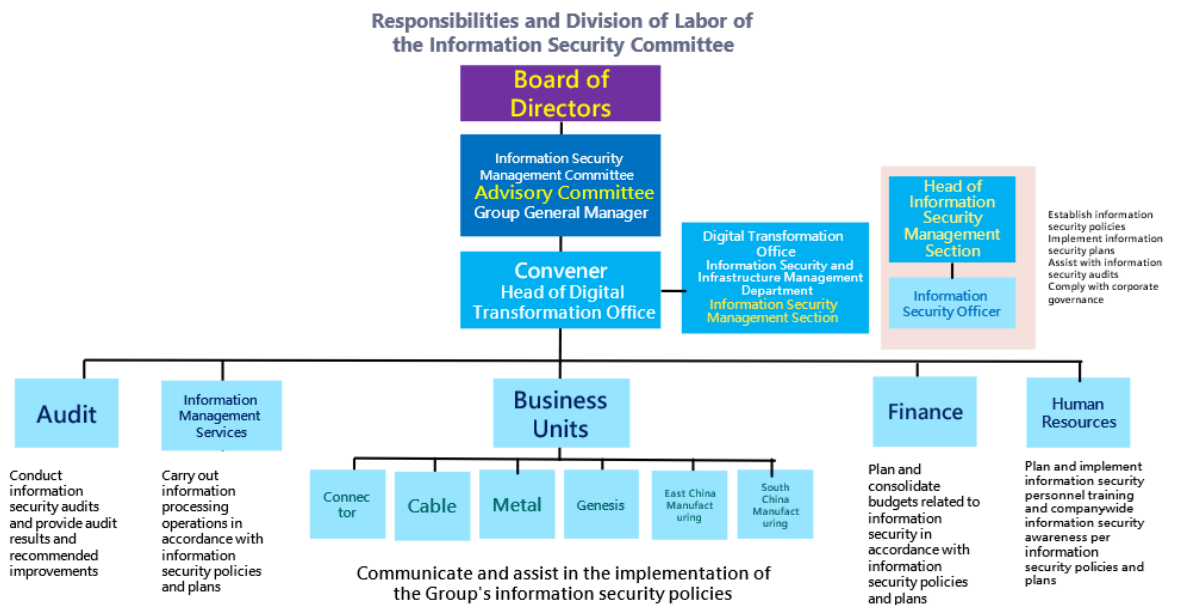 Responsibilities and Division of Labor of
the Information Security Committee
Board of
Directors
Information Security
Management Committee
Advisory Committee
Group General Manager
Convener
Head of Digital
Transformation Office
Digital Transformation
Office
Information Security and
Infrastructure Management
Department
Information Security
Management Section
Head of
Information
Security
Management
Section
Information
Security Officer
Establish information
security policies
Implement information
security plans
Assist with information
security audits
Comply with corporate
governance
Audit
Conduct
information
security audits
and provide audit
results and
recommended
improvements
Information
Management
Services
Carry out
information
processing
operations in
accordance with
information
security policies
and plans
Business
Units
Connec
tor
Cable
Metal
Genesis
East China
Manufact
uring
South
China
Manufact
uring
Communicate and assist in the implementation of
the Group's information security policies
Finance
Plan and
consolidate
budgets related to
information
security in
accordance with
information
security policies
and plans
Human
Resources
Plan and implement
information security
personnel training
and companywide
information security
awareness per
information
security policies and
plans